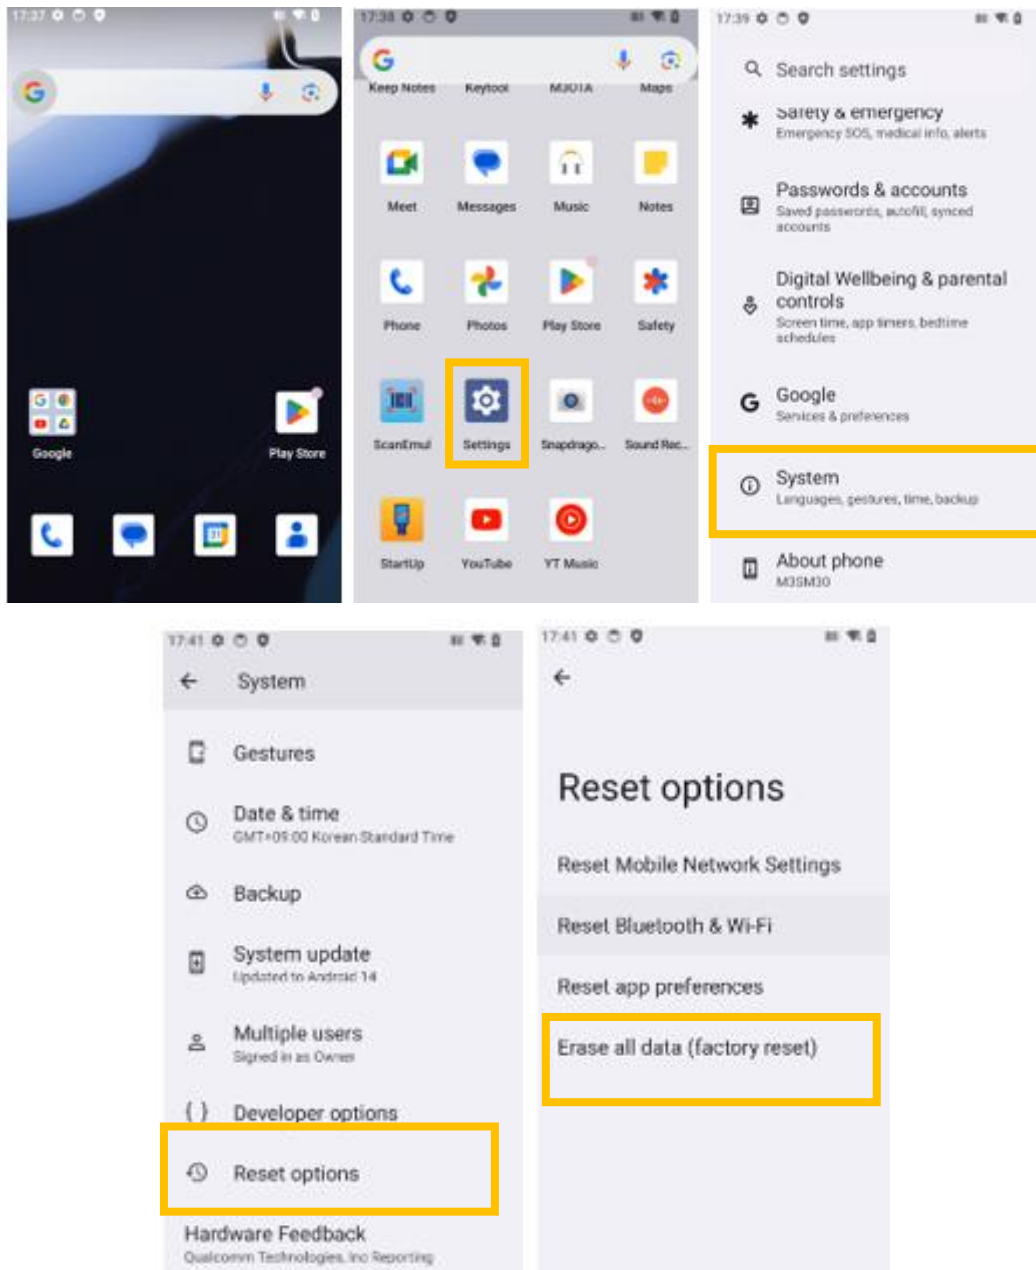 17:37
Google
Play Store
17:38
Keep Notes
Keytool
M3OTA
Maps
Meet
Messages
Music
Notes
Phone
Photos
Play Store
Safety
ScanEmul
Settings
Snapdrago...
Sound Rec...
StartUp
YouTube
YT Music
17:39
Search settings
Safety & emergency
Emergency SOS, medical info, alerts
Passwords & accounts
Saved passwords, autofill, synced
accounts
Digital Wellbeing & parental
controls
Screen time, app timers, bedtime
schedules
Google
Services & preferences
System
Languages, gestures, time, backup
About phone
M3SM30
17:41
System
Gestures
Date & time
GMT+09:00 Korean Standard Time
Backup
System update
Updated to Android 14
Multiple users
Signed in as Owner
Developer options
Reset options
Hardware Feedback
Qualcomm Technologies, Inc Reporting
17:41
Reset options
Reset Mobile Network Settings
Reset Bluetooth & Wi-Fi
Reset app preferences
Erase all data (factory reset)